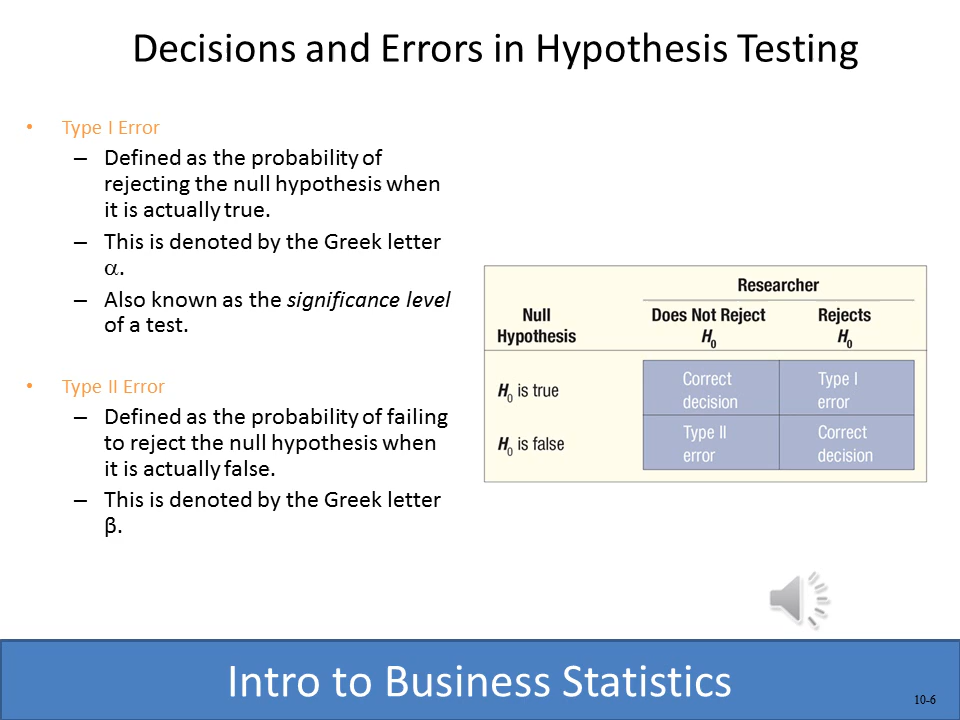 Decisions and Errors in Hypothesis Testing
• Type I Error
– Defined as the probability of
rejecting the null hypothesis when
it is actually true.
– This is denoted by the Greek letter
α.
– Also known as the significance level
of a test.
• Type II Error
– Defined as the probability of failing
to reject the null hypothesis when
it is actually false.
– This is denoted by the Greek letter
β.
Researcher
Null
Hypothesis
Does Not Reject
H0
Rejects
H0
H0 is true
Correct
decision
Type I
error
H0 is false
Type II
error
Correct
decision
Intro to Business Statistics
10-6